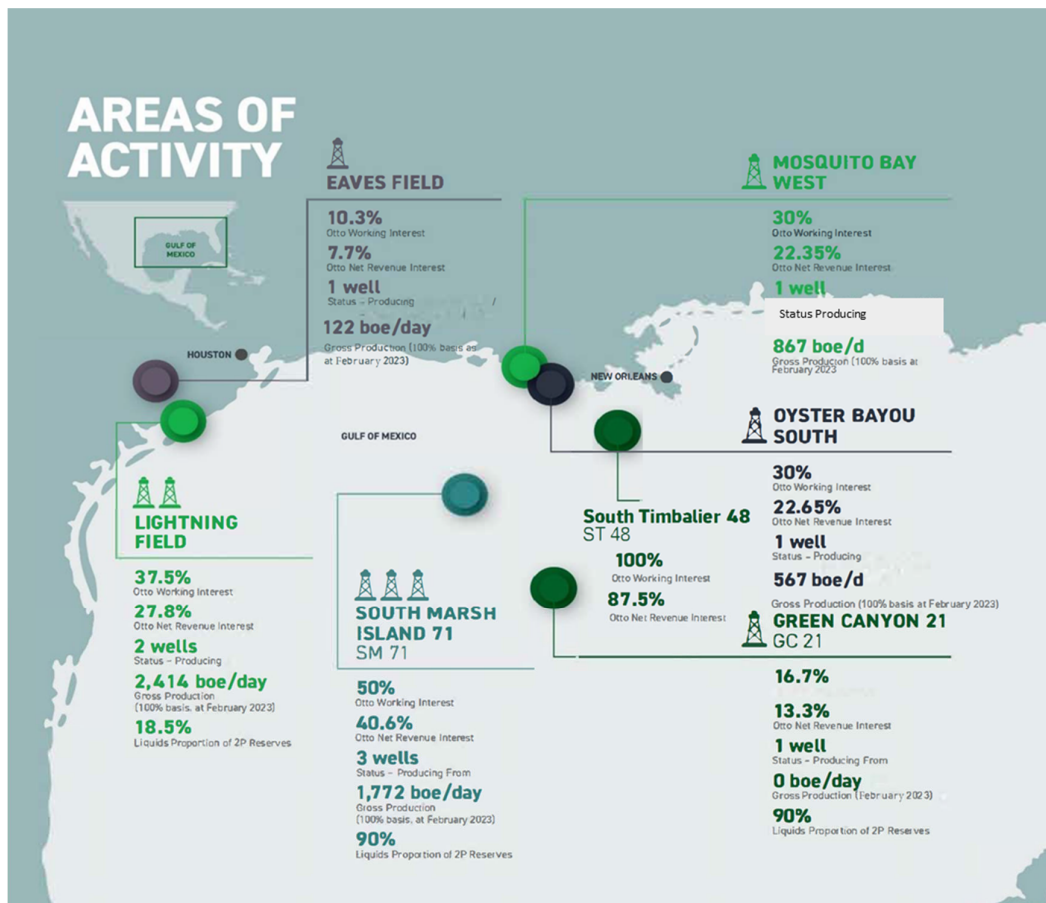 AREAS OF
ACTIVITY
GULF OF
MEXICO
EAVES FIELD
10.3%
Otto Working Interest
7.7%
Otto Net Revenue Interest
1 well
Status – Producing
/
122 boe/day
Gross Production (100% basis as
at February 2023)
MOSQUITO BAY
WEST
30%
Otto Working Interest
22.35%
Otto Net Revenue Interest
1 well
Status Producing
867 boe/d
Gross Production (100% basis at
February 2023
HOUSTON
NEW ORLEANS
GULF OF MEXICO
OYSTER BAYOU
SOUTH
30%
Otto Working Interest
22.65%
Otto Net Revenue Interest
1 well
Status – Producing
567 boe/d
Gross Production (100% basis at February 2023)
LIGHTNING
FIELD
37.5%
Otto Working Interest
27.8%
Otto Net Revenue Interest
2 wells
Status – Producing
2,414 boe/day
Gross Production
(100% basis, at February 2023)
18.5%
Liquids Proportion of 2P Reserves
SOUTH MARSH
ISLAND 71
SM 71
50%
Otto Working Interest
40.6%
Otto Net Revenue Interest
3 wells
Status – Producing From
1,772 boe/day
Gross Production
(100% basis, at February 2023)
90%
Liquids Proportion of 2P Reserves
South Timbalier 48
ST 48
100%
Otto Working Interest
87.5%
Otto Net Revenue Interest
GREEN CANYON 21
GC 21
16.7%
13.3%
Otto Net Revenue Interest
1 well
Status – Producing From
0 boe/day
Gross Production (February 2023)
90%
Liquids Proportion of 2P Reserves